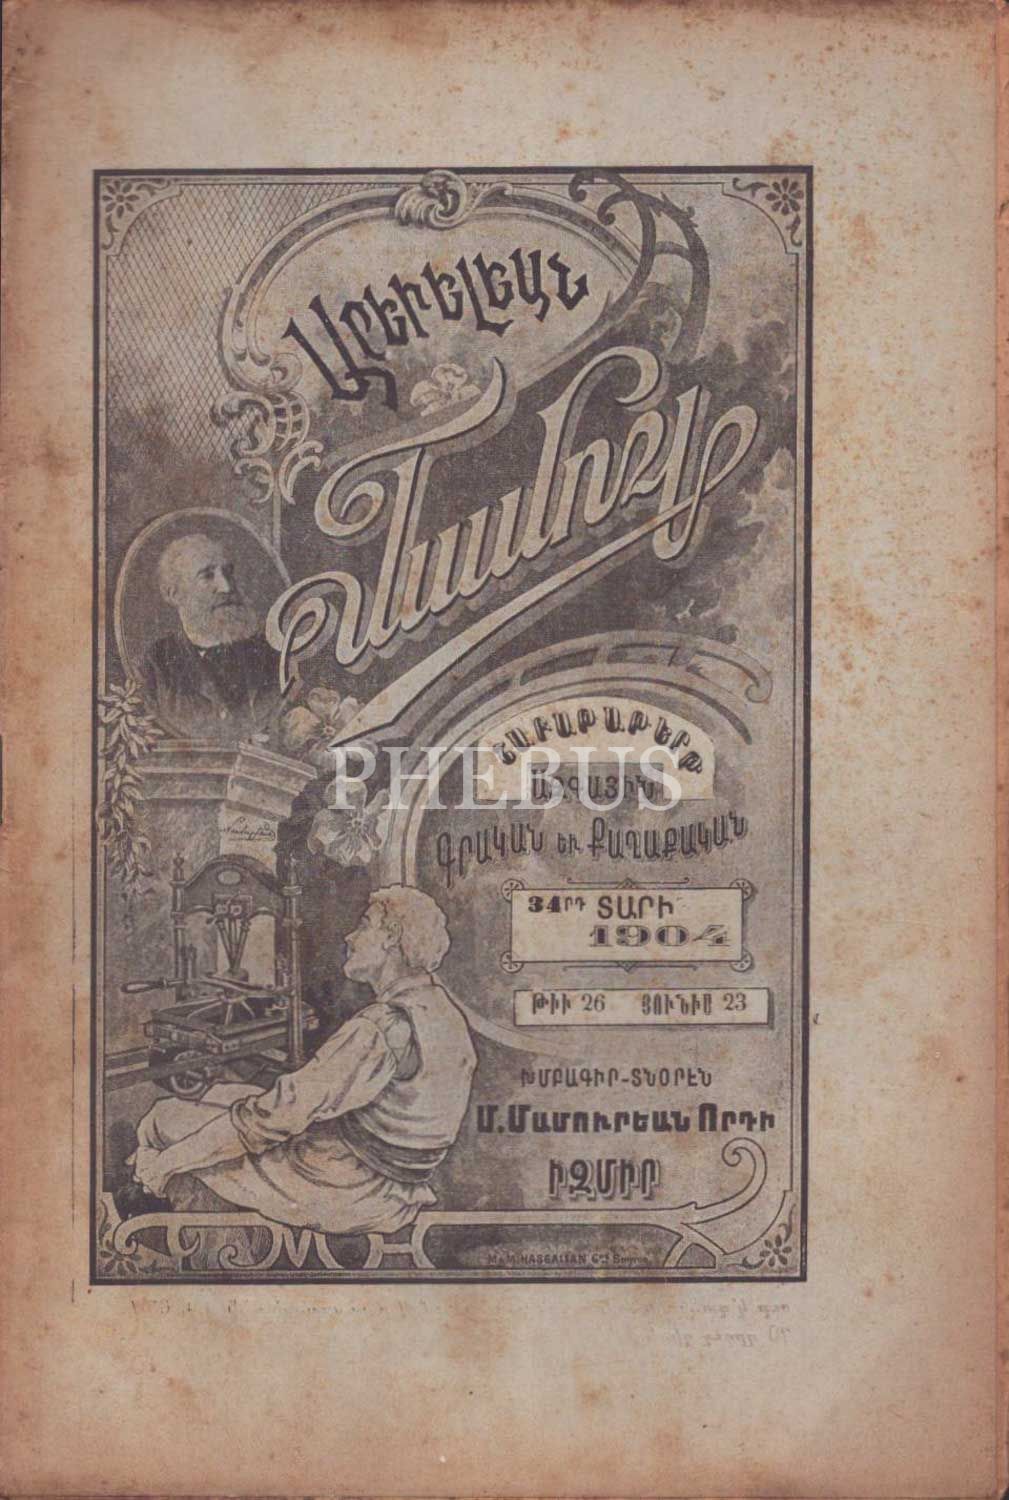 Արեւելեան
Մամուլ
PHEBUS
ՇԱԲԱԹԱԹԵՐԹ
ԱԶԳԱՅԻՆ
ԳՐԱԿԱՆ ԵՒ ՔԱՂԱՔԱԿԱՆ
34ՐԴ ՏԱՐԻ
1904
ԹԻՒ 26 ՅՈՒՆԻՍ 23
ԽՄԲԱԳԻՐ-ՏՆՕՐԷՆ
Մ.ՄԱՄՈՒՐԵԱՆ ՈՐԴԻ
ԻԶՄԻՐ